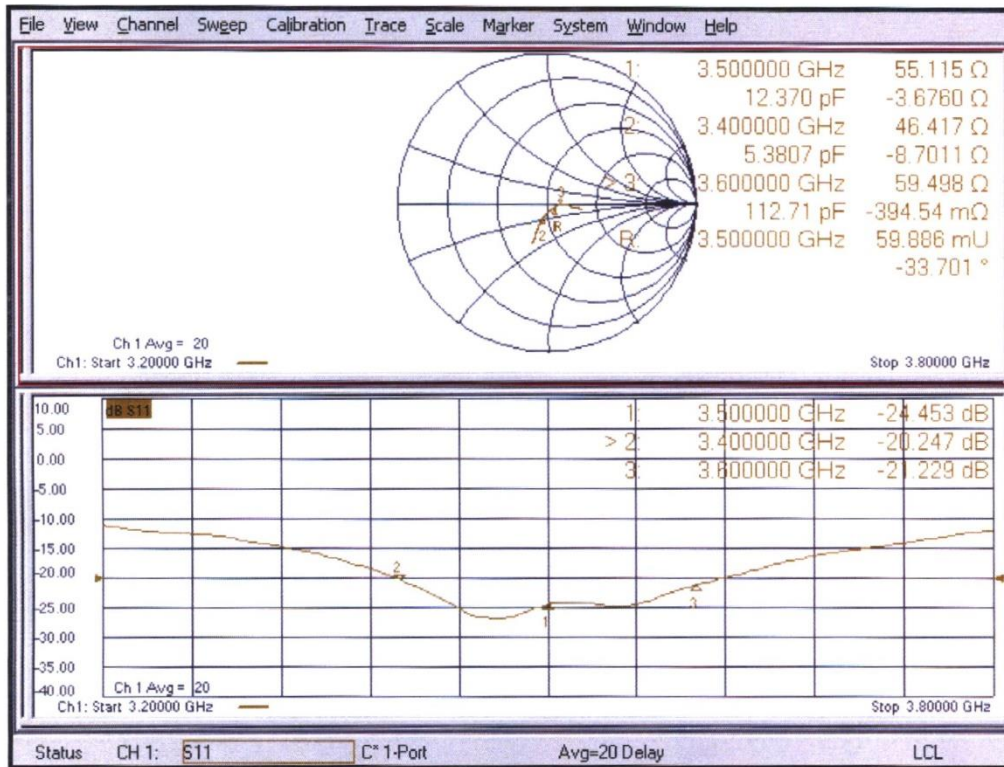 File View Channel Sweep Calibration Trace Scale Marker System Window Help
1: 3.500000 GHz 55.115 Ω
12.370 pF -3.6760 Ω
2: 3.400000 GHz 46.417 Ω
5.3807 pF -8.7011 Ω
> 3: 3.600000 GHz 59.498 Ω
112.71 pF -394.54 mΩ
R: 3.500000 GHz 59.886 mU
-33.701 °
3
2
R
Ch 1 Avg = 20
Ch1: Start 3.20000 GHz Stop 3.80000 GHz
10.00 dB S11
1: 3.500000 GHz -24.453 dB
5.00
> 2: 3.400000 GHz -20.247 dB
0.00
3: 3.600000 GHz -21.229 dB
-5.00
-10.00
-15.00
-20.00
2
1
3
-25.00
-30.00
-35.00
-40.00
Ch 1 Avg = 20
Ch1: Start 3.20000 GHz Stop 3.80000 GHz
Status CH 1: S11 C* 1-Port Avg=20 Delay LCL